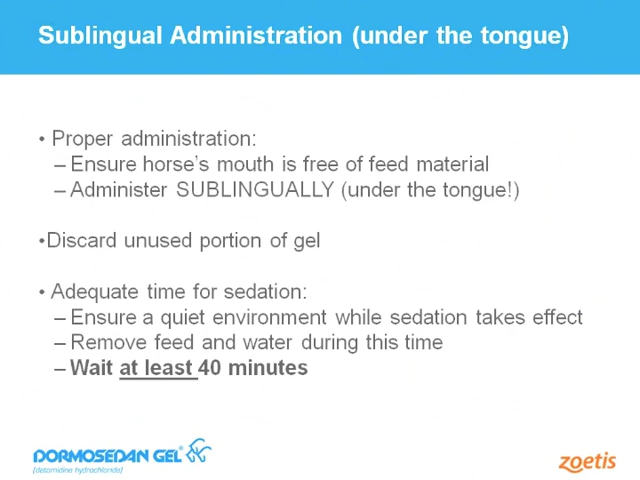 Sublingual Administration (under the tongue)
• Proper administration:
– Ensure horse's mouth is free of feed material
– Administer SUBLINGUALLY (under the tongue!)
•Discard unused portion of gel
• Adequate time for sedation:
– Ensure a quiet environment while sedation takes effect
– Remove feed and water during this time
– Wait at least 40 minutes
DORMOSEDAN GEL®
(detomidine hydrochloride)
zoetis